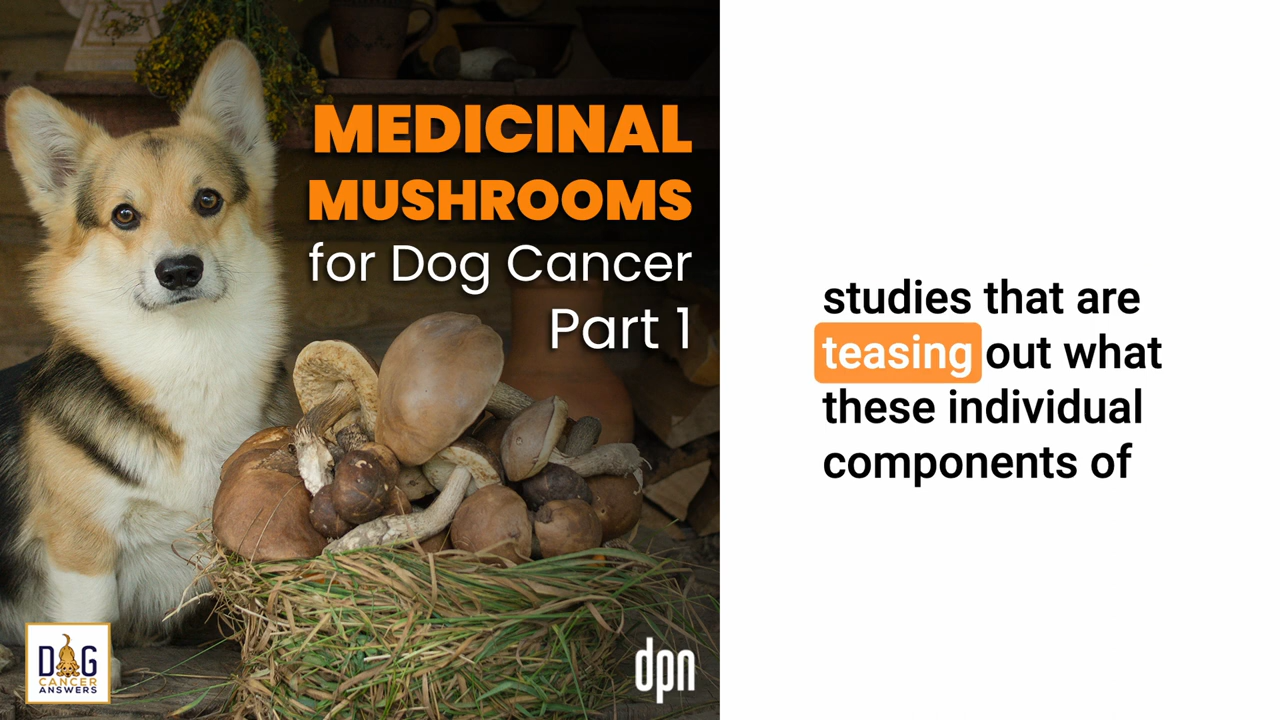 MEDICINAL
MUSHROOMS
for Dog Cancer
Part 1
DOG
CANCER
ANSWERS
dpn
studies that are
teasing out what
these individual
components of